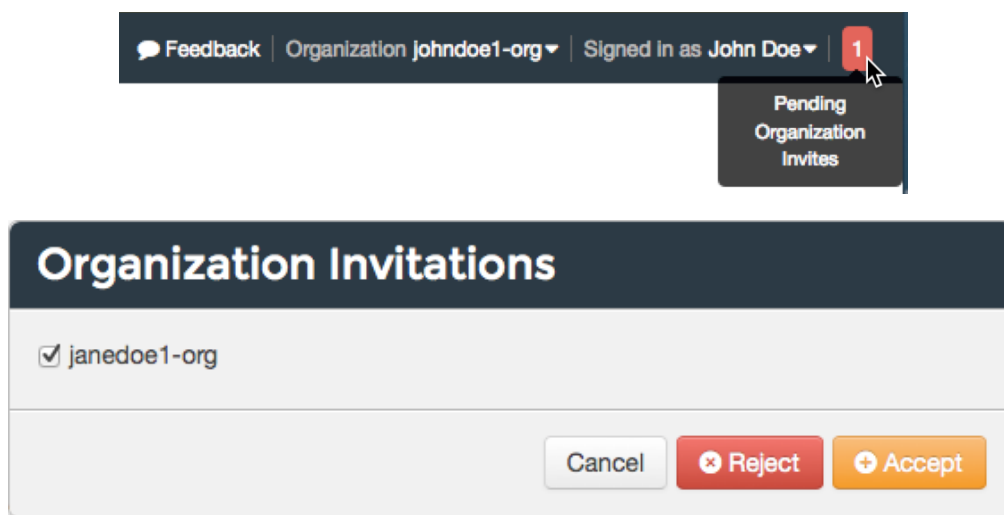 Feedback Organization johndoe1-org Signed in as John Doe 1
Pending
Organization
Invites
Organization Invitations
janedoe1-org
Cancel Reject Accept